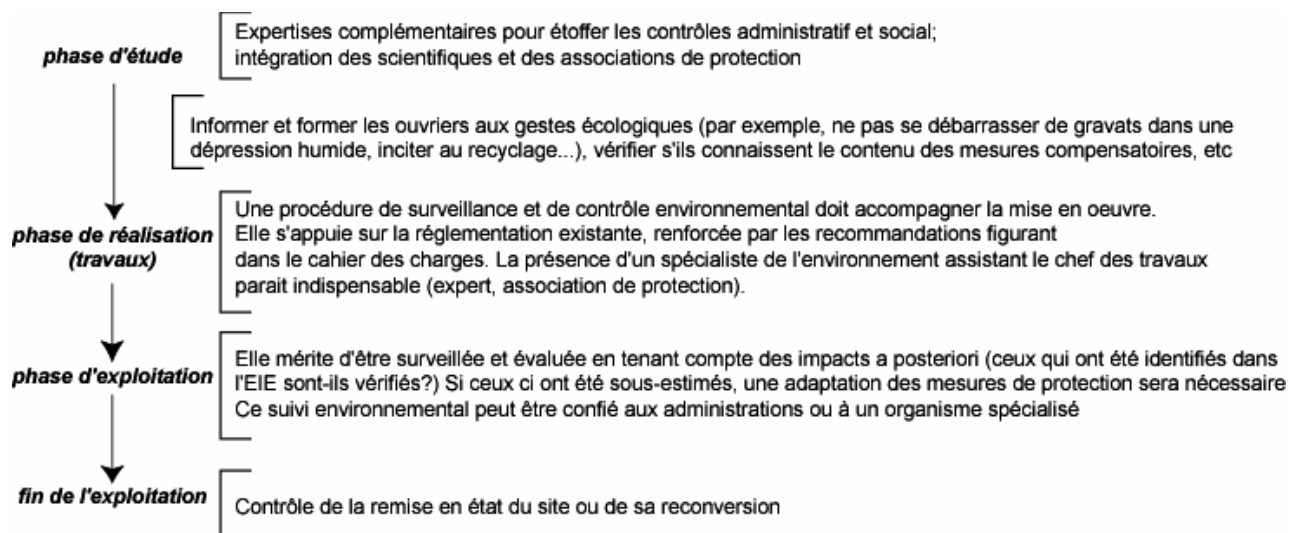 phase d'étude
Expertises complémentaires pour étoffer les contrôles administratif et social;
intégration des scientifiques et des associations de protection
Informer et former les ouvriers aux gestes écologiques (par exemple, ne pas se débarrasser de gravats dans une
dépression humide, inciter au recyclage...), vérifier s'ils connaissent le contenu des mesures compensatoires, etc
phase de réalisation
(travaux)
Une procédure de surveillance et de contrôle environnemental doit accompagner la mise en oeuvre.
Elle s'appuie sur la réglementation existante, renforcée par les recommandations figurant
dans le cahier des charges. La présence d'un spécialiste de l'environnement assistant le chef des travaux
parait indispensable (expert, association de protection).
phase d'exploitation
Elle mérite d'être surveillée et évaluée en tenant compte des impacts a posteriori (ceux qui ont été identifiés dans
l'EIE sont-ils vérifiés?) Si ceux ci ont été sous-estimés, une adaptation des mesures de protection sera nécessaire
Ce suivi environnemental peut être confié aux administrations ou à un organisme spécialisé
fin de l'exploitation
Contrôle de la remise en état du site ou de sa reconversion